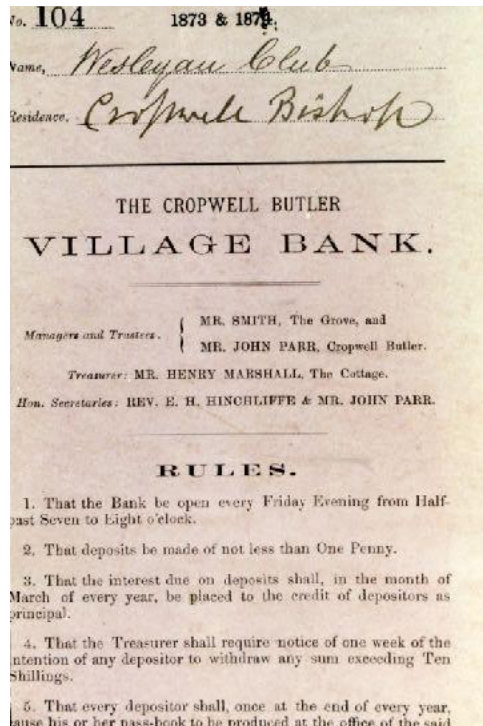 No. 104 1873 & 1874.
Name, Wesleyan Club
Residence. Cropwell Bishop
THE CROPWELL BUTLER
VILLAGE BANK.
Managers and Trustees. { MR. SMITH, The Grove, and
MR. JOHN PARR, Cropwell Butler.
Treasurer: MR. HENRY MARSHALL, The Cottage.
Hon. Secretaries: REV. E. H. HINCHLIFFE & MR. JOHN PARR.
RULES.
1. That the Bank be open every Friday Evening from Half-
past Seven to Eight o'clock.
2. That deposits be made of not less than One Penny.
3. That the interest due on deposits shall, in the month of
March of every year, be placed to the credit of depositors as
principal.
4. That the Treasurer shall require notice of one week of the
intention of any depositor to withdraw any sum exceeding Ten
Shillings.
5. That every depositor shall, once at the end of every year,
cause his or her pass-book to be produced at the office of the said